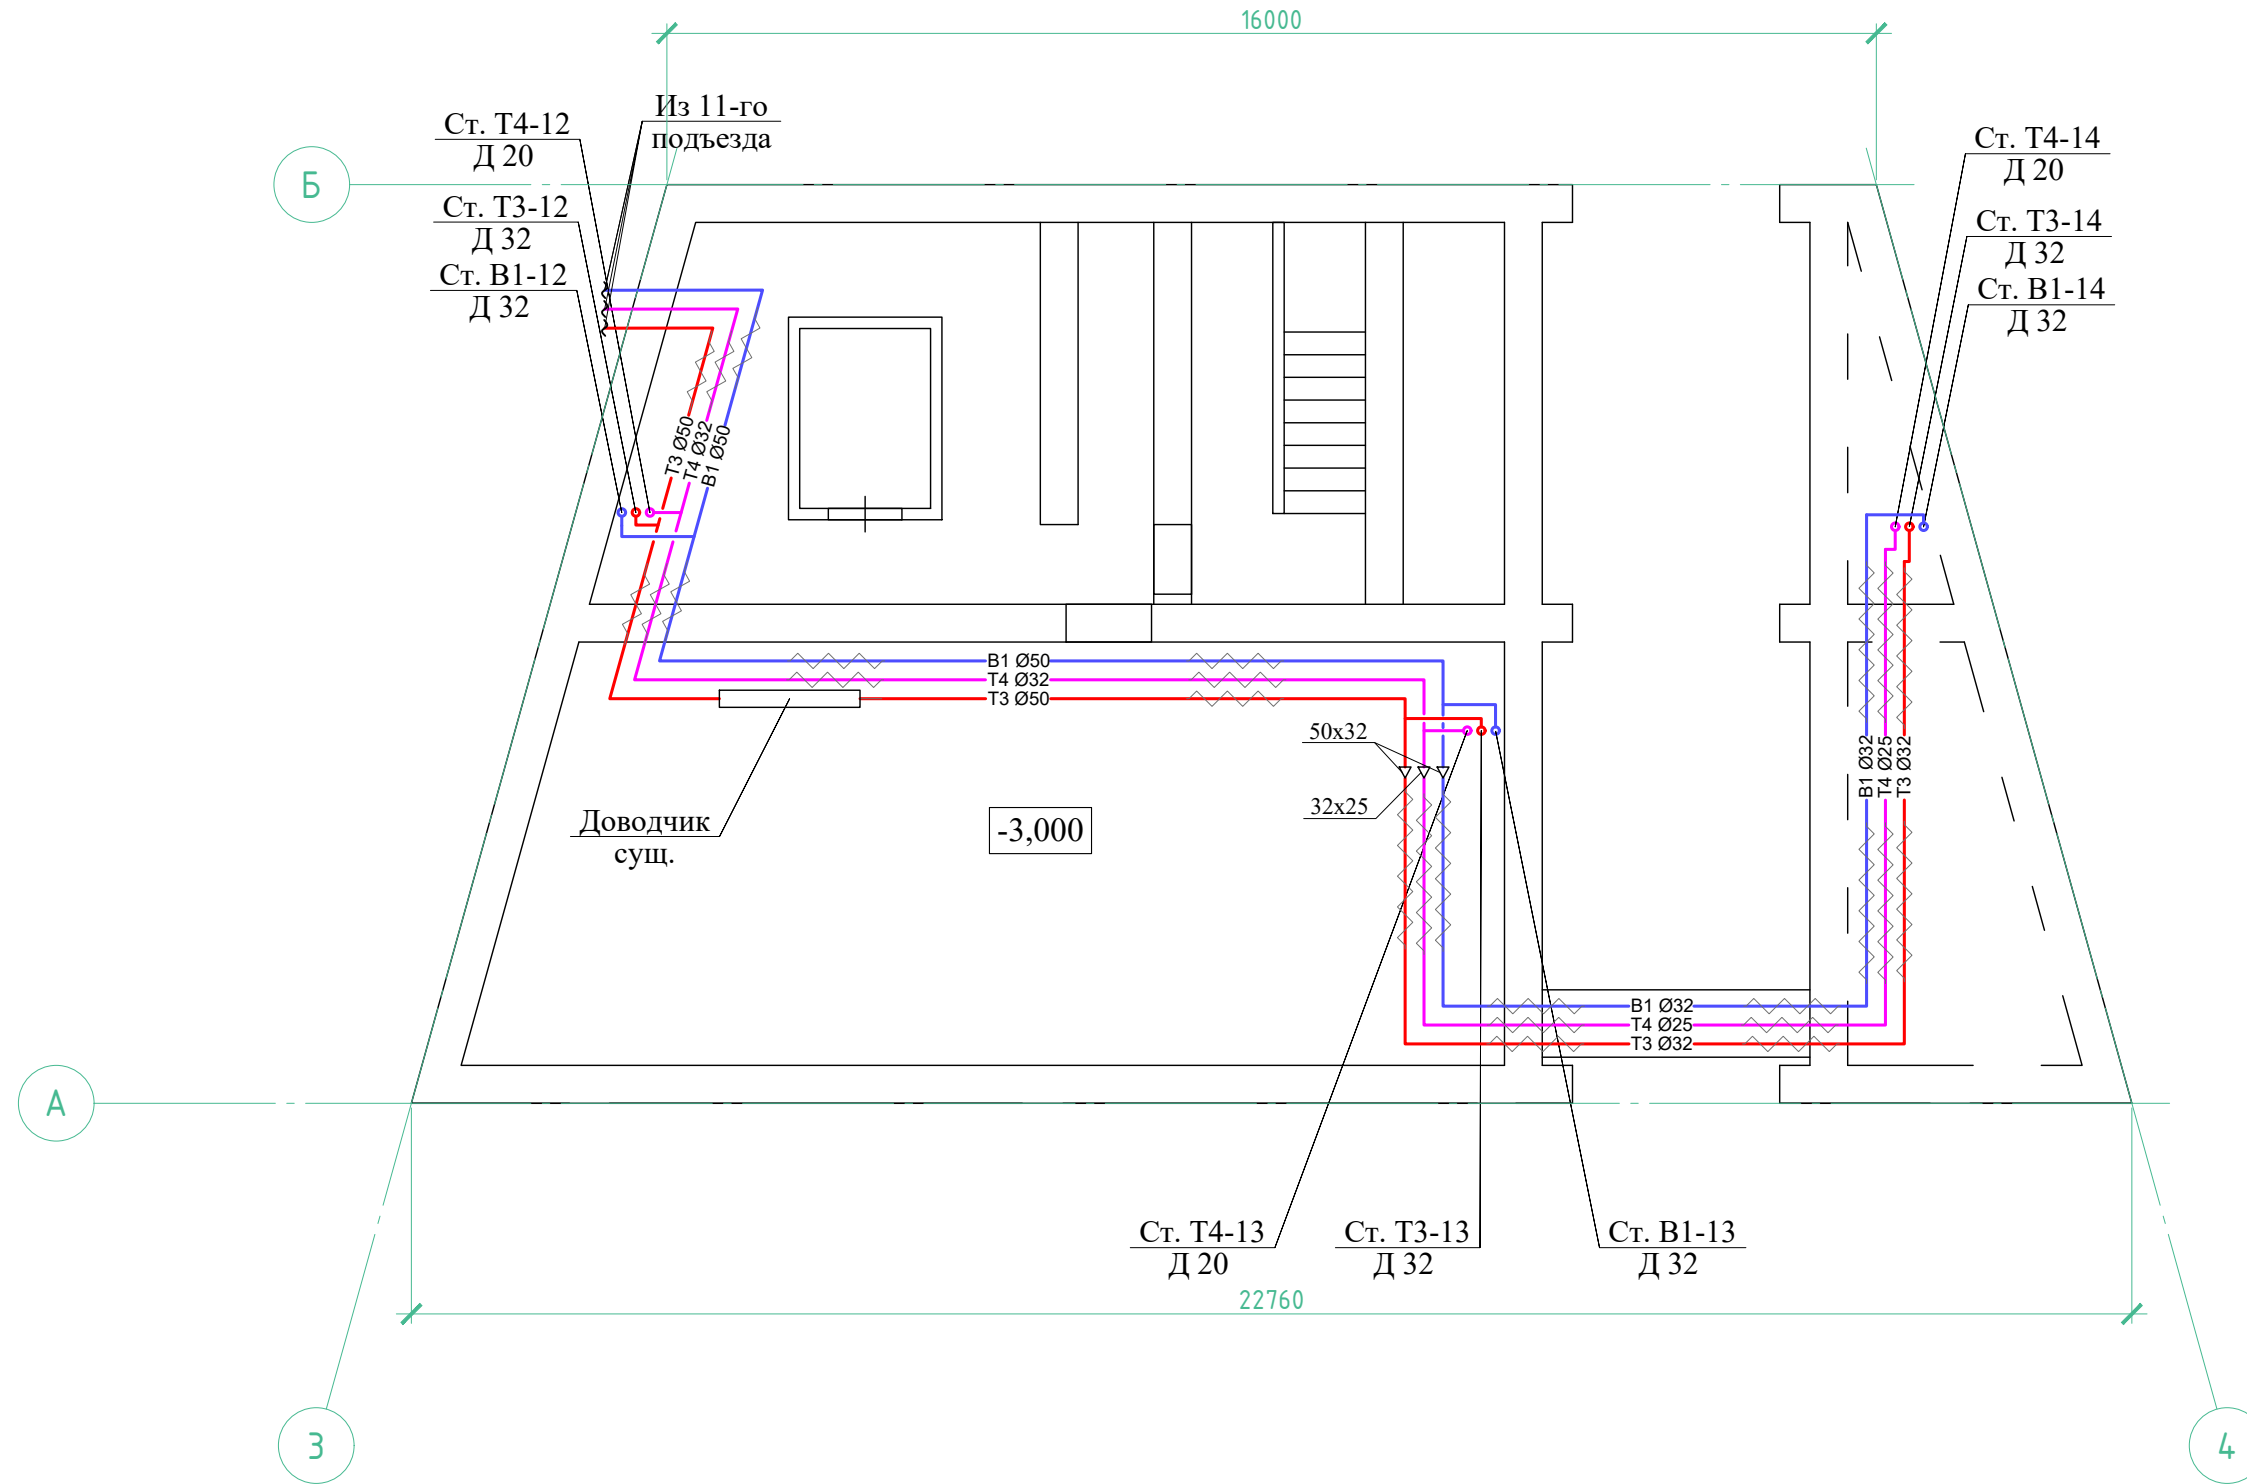 16000
Из 11-го
подъезда
Ст. Т4-12
Д 20
Ст. Т3-12
Д 32
Ст. В1-12
Д 32
Ст. Т4-14
Д 20
Ст. Т3-14
Д 32
Ст. В1-14
Д 32
Б
Т3 Ø50
Т4 Ø32
В1 Ø50
В1 Ø50
Т4 Ø32
Т3 Ø50
50х32
32х25
Доводчик
сущ.
-3,000
В1 Ø32
Т4 Ø25
Т3 Ø32
В1 Ø32
Т4 Ø25
Т3 Ø32
А
Ст. Т4-13
Д 20
Ст. Т3-13
Д 32
Ст. В1-13
Д 32
22760
3
4